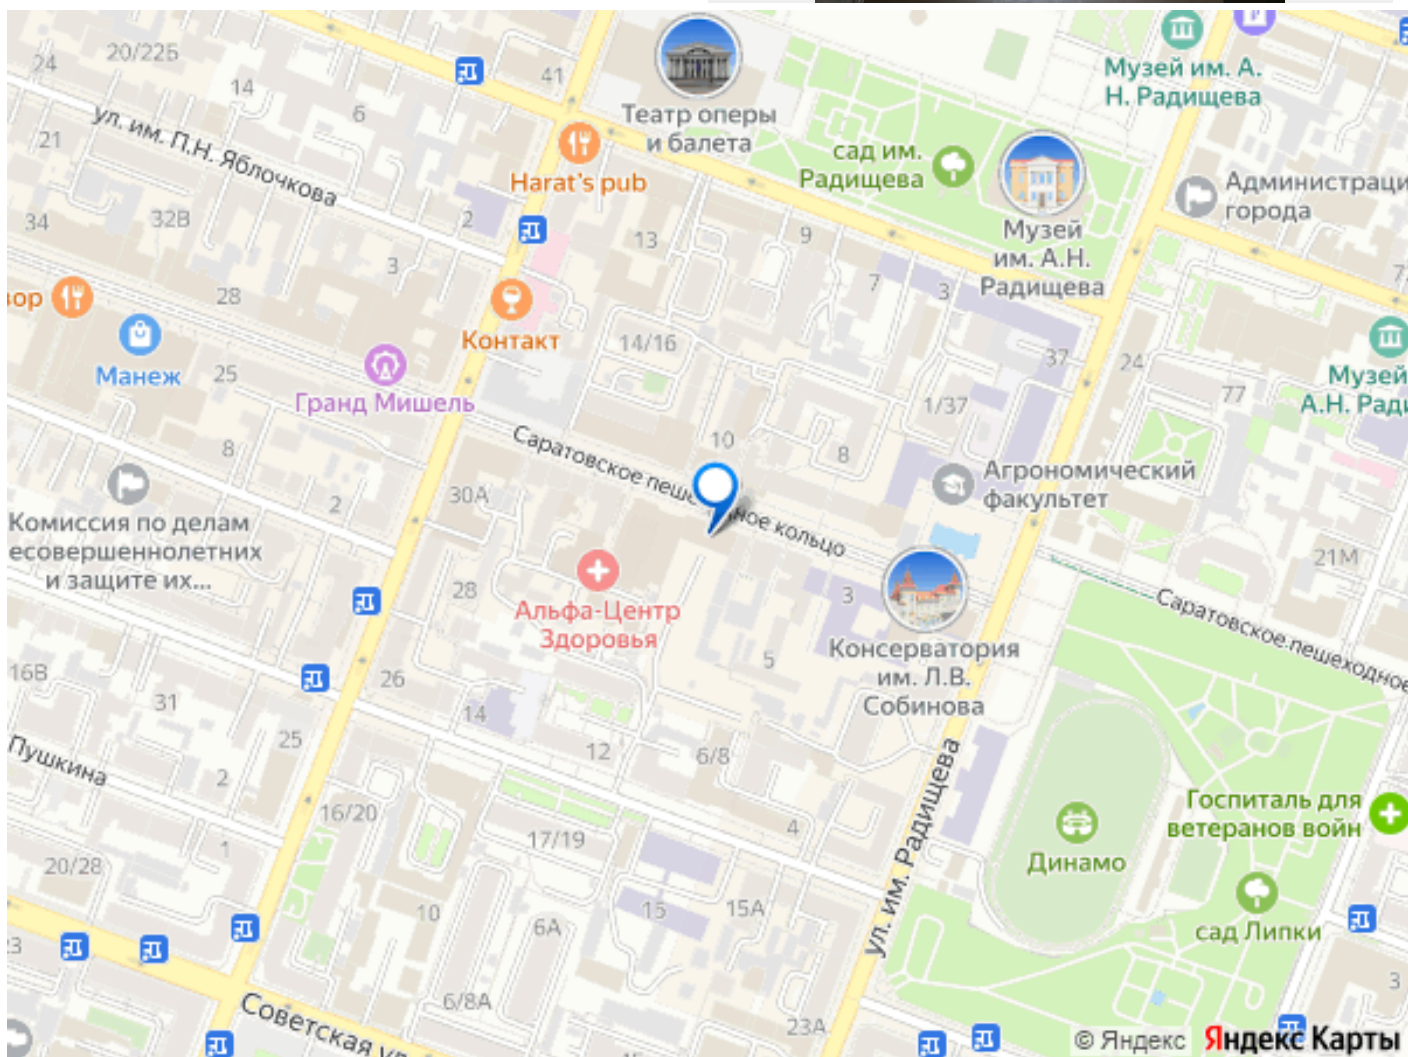 20/22Б
24
14
41
6
Театр оперы
и балета
Музей им. А.
Н. Радищева
ул. им. П.Н. Яблочкова
21
Harat's pub
сад им.
Радищева
Администраци
города
34
32В
2
13
9
Музей
им. А.Н.
Радищева
3
7
3
28
14/16
Контакт
37
24
Манеж
25
Гранд Мишель
77
Музей
А.Н. Ради
1/37
8
Саратовское пеше
ное кольцо
10
8
Агрономический
факультет
30А
2
Комиссия по делам
есовершеннолетних
и защите их...
21М
28
Альфа-Центр
Здоровья
3
Саратовское пешеходное
5
Консерватория
им. Л.В.
Собинова
16В
31
26
14
25
12
6/8
Пушкина
2
ул. им. Радищева
16/20
17/19
4
Госпиталь для
ветеранов войн
Динамо
1
20/28
10
6А
15
15А
сад Липки
23
3
6/8А
Советская ул
23А
© Яндекс Яндекс Карты